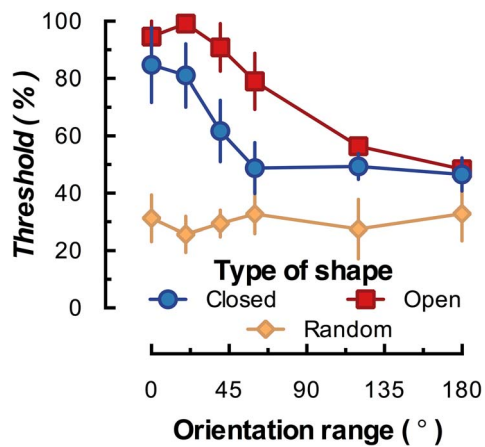 100
80
60
40
20
0
Threshold ( % )
Type of shape
Closed
Open
Random
0 45 90 135 180
Orientation range ( ° )